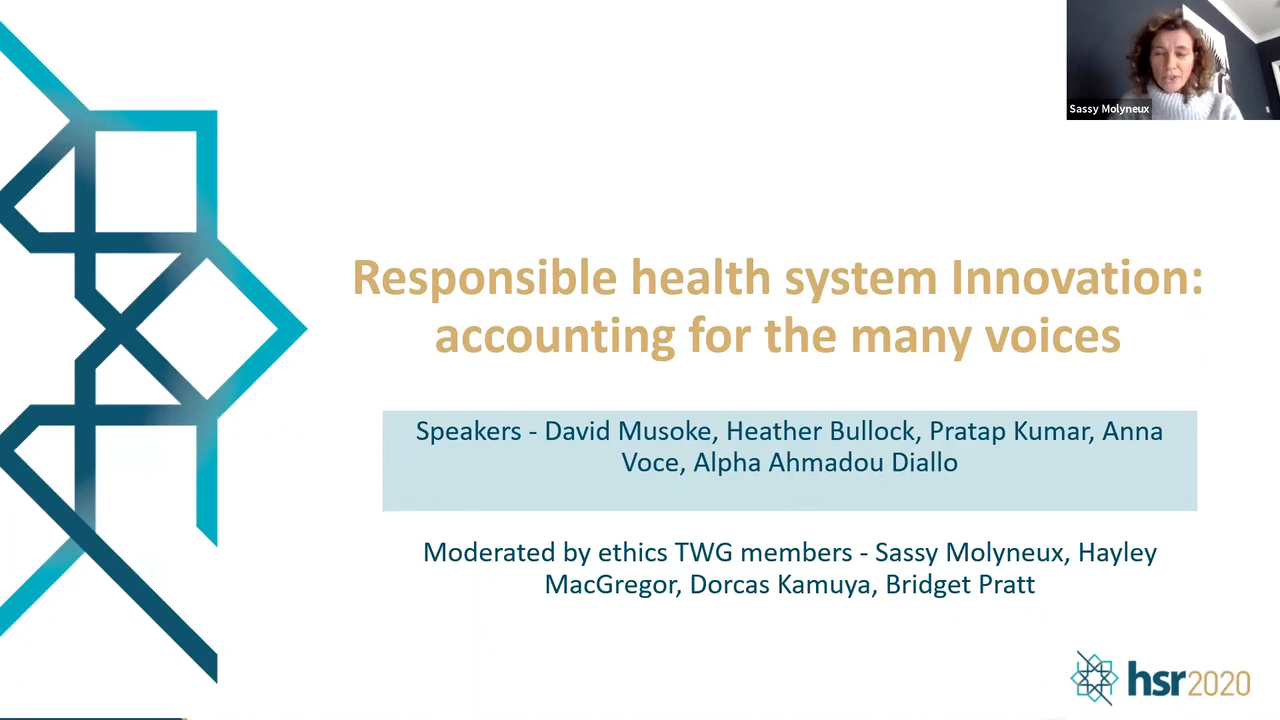 Sassy Molyneux
Responsible health system Innovation:
accounting for the many voices
Speakers - David Musoke, Heather Bullock, Pratap Kumar, Anna
Voce, Alpha Ahmadou Diallo
Moderated by ethics TWG members - Sassy Molyneux, Hayley
MacGregor, Dorcas Kamuya, Bridget Pratt
hsr2020